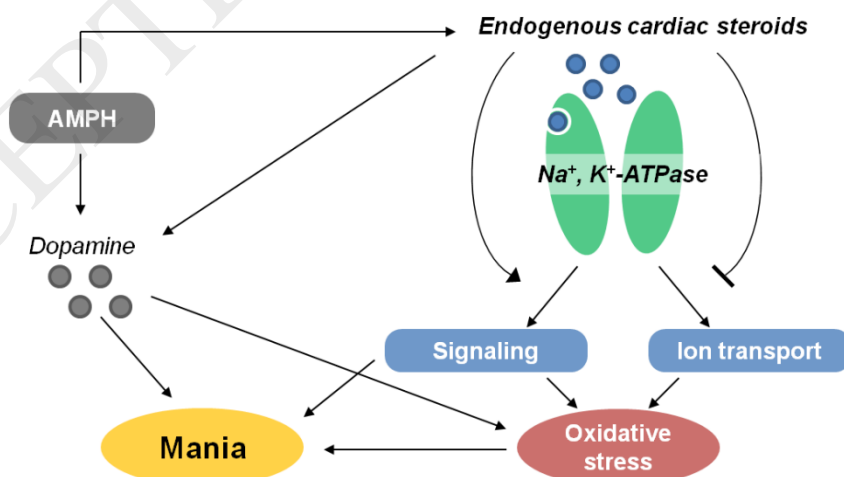 Endogenous cardiac steroids
AMPH
Na+, K+-ATPase
Dopamine
Signaling
Ion transport
Mania
Oxidative
stress